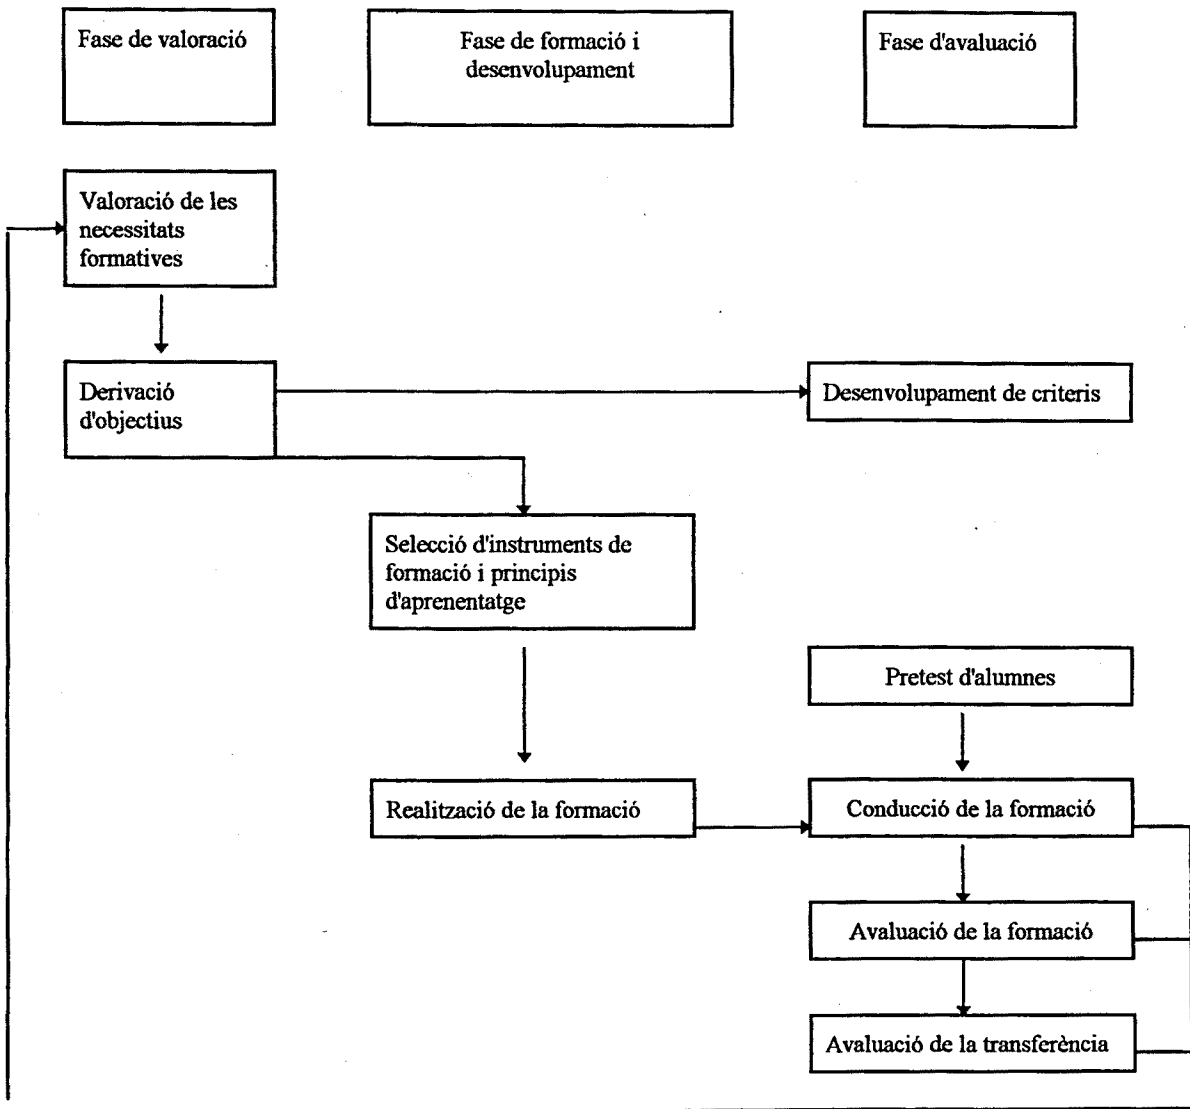 Fase de valoració
Fase de formació i
desenvolupament
Fase d'avaluació
Valoració de les
necessitats
formatives
Derivació
d'objectius
Desenvolupament de criteris
Selecció d'instruments de
formació i principis
d'aprenentatge
Pretest d'alumnes
Realització de la formació
Conducció de la formació
Avaluació de la formació
Avaluació de la transferència